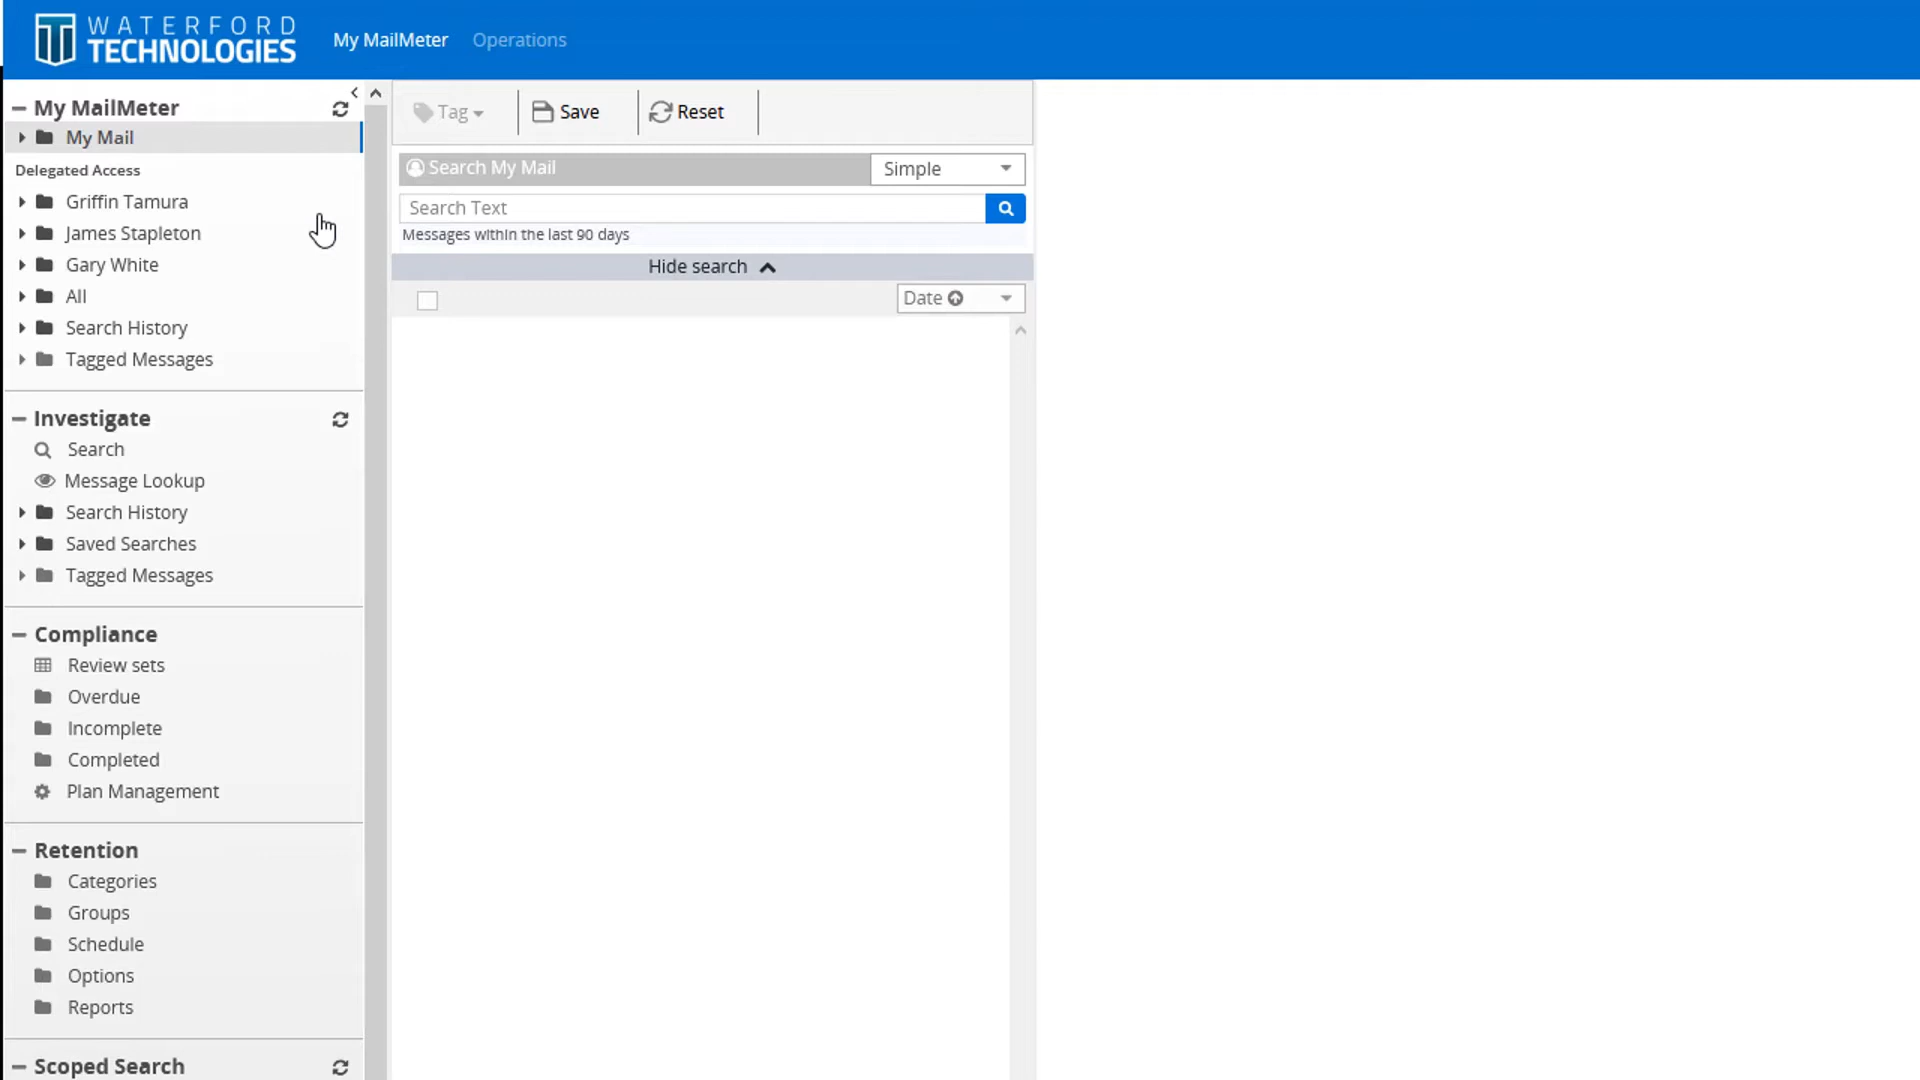 WATERFORD
TECHNOLOGIES
My MailMeter
Operations
My MailMeter
My Mail
Delegated Access
Griffin Tamura
James Stapleton
Gary White
All
Search History
Tagged Messages
Investigate
Search
Message Lookup
Search History
Saved Searches
Tagged Messages
Compliance
Review sets
Overdue
Incomplete
Completed
Plan Management
Retention
Categories
Groups
Schedule
Options
Reports
Scoped Search
Tag
Save
Reset
Search My Mail
Simple
Search Text
Messages within the last 90 days
Hide search
Date